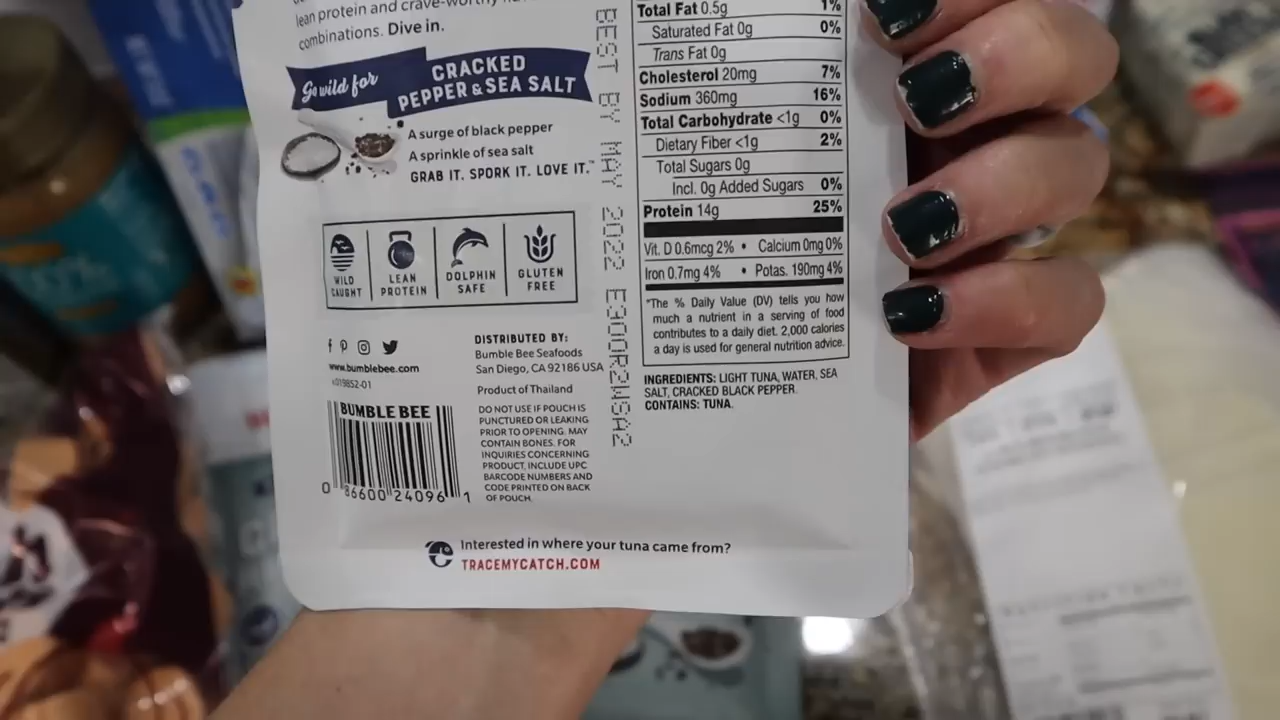 lean protein and crave-worthy
combinations. Dive in.
Go wild for
CRACKED
PEPPER & SEA SALT
A surge of black pepper
A sprinkle of sea salt
GRAB IT. SPORK IT. LOVE IT.™
WILD
CAUGHT
LEAN
PROTEIN
DOLPHIN
SAFE
GLUTEN
FREE
www.bumblebee.com
v019852-01
BUMBLE BEE
0 86600 24096 1
DISTRIBUTED BY:
Bumble Bee Seafoods
San Diego, CA 92186 USA
Product of Thailand
DO NOT USE IF POUCH IS
PUNCTURED OR LEAKING
PRIOR TO OPENING. MAY
CONTAIN BONES. FOR
INQUIRIES CONCERNING
PRODUCT, INCLUDE UPC
BARCODE NUMBERS AND
CODE PRINTED ON BACK
OF POUCH.
BEST BY MAY 2022 E300R2WSA2
Total Fat 0.5g 1%
Saturated Fat 0g 0%
Trans Fat 0g
Cholesterol 20mg 7%
Sodium 360mg 16%
Total Carbohydrate <1g 0%
Dietary Fiber <1g 2%
Total Sugars 0g
Incl. 0g Added Sugars 0%
Protein 14g 25%
Vit. D 0.6mcg 2% • Calcium 0mg 0%
Iron 0.7mg 4% • Potas. 190mg 4%
*The % Daily Value (DV) tells you how
much a nutrient in a serving of food
contributes to a daily diet. 2,000 calories
a day is used for general nutrition advice.
INGREDIENTS: LIGHT TUNA, WATER, SEA
SALT, CRACKED BLACK PEPPER.
CONTAINS: TUNA.
Interested in where your tuna came from?
TRACEMYCATCH.COM